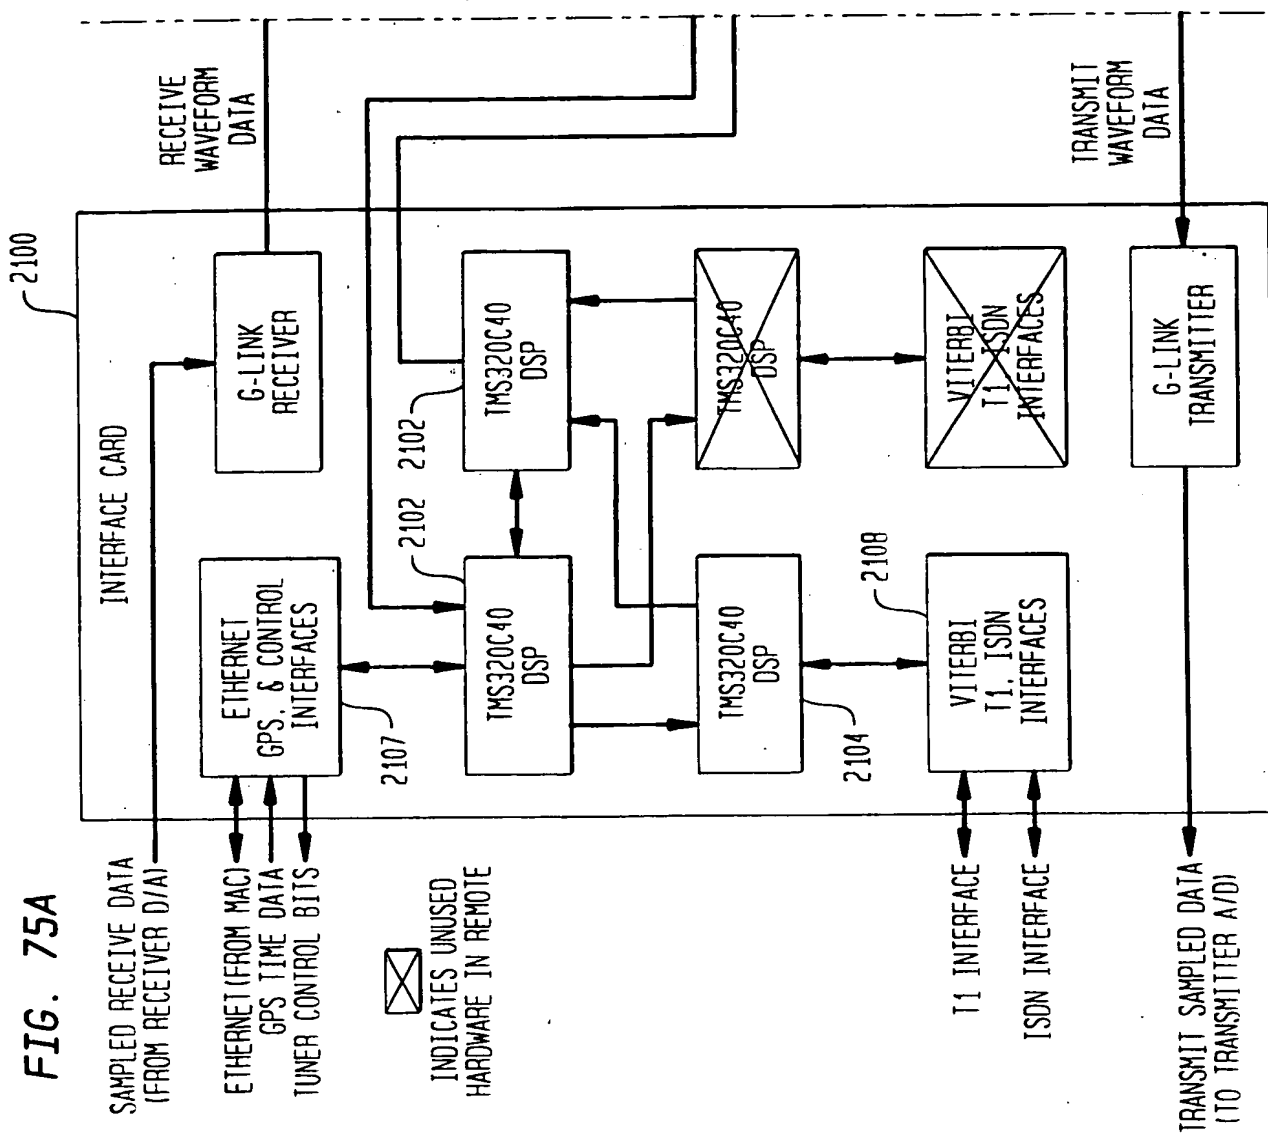 FIG. 75A
SAMPLED RECEIVE DATA
(FROM RECEIVER D/A)
ETHERNET(FROM MAC)
GPS TIME DATA
TUNER CONTROL BITS
INDICATES UNUSED
HARDWARE IN REMOTE
T1 INTERFACE
ISDN INTERFACE
TRANSMIT SAMPLED DATA
(TO TRANSMITTER A/D)
2100
INTERFACE CARD
ETHERNET
GPS, & CONTROL
INTERFACES
2107
G-LINK
RECEIVER
RECEIVE
WAVEFORM
DATA
2102
TMS320C40
DSP
2102
TMS320C40
DSP
TMS320C40
DSP
2104
TMS320C40
DSP
2108
VITERBI
T1, ISDN
INTERFACES
VITERBI
T1, ISDN
INTERFACES
G-LINK
TRANSMITTER
TRANSMIT
WAVEFORM
DATA